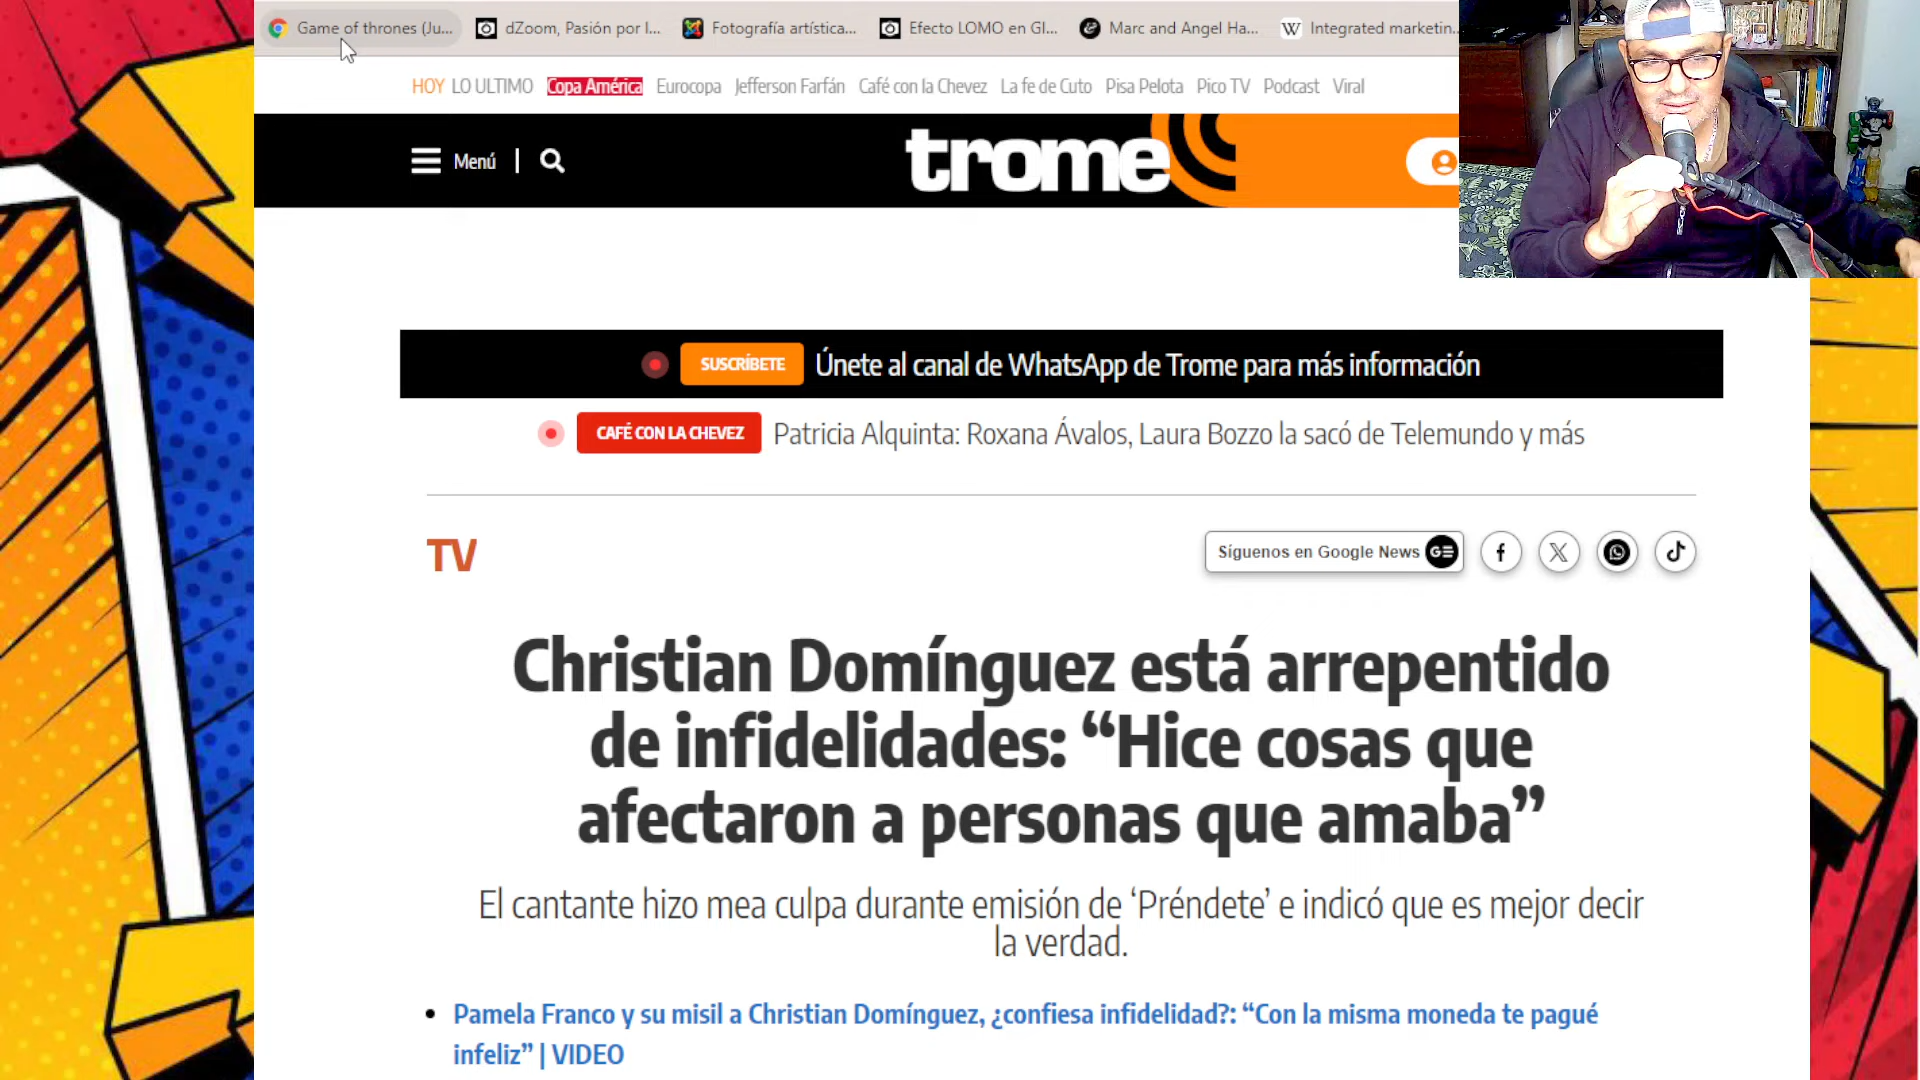 Game of thrones (Ju... dZoom, Pasión por l... Fotografía artística... Efecto LOMO en GI... Marc and Angel Ha... Integrated marketin...
HOY LO ULTIMO Copa América Eurocopa Jefferson Farfán Café con la Chevez La fe de Cuto Pisa Pelota Pico TV Podcast Viral
Menú | trome
SUSCRÍBETE Únete al canal de WhatsApp de Trome para más información
CAFÉ CON LA CHEVEZ Patricia Alquinta: Roxana Ávalos, Laura Bozzo la sacó de Telemundo y más
TV
Síguenos en Google News
Christian Domínguez está arrepentido
de infidelidades: “Hice cosas que
afectaron a personas que amaba”
El cantante hizo mea culpa durante emisión de ‘Préndete’ e indicó que es mejor decir
la verdad.
• Pamela Franco y su misil a Christian Domínguez, ¿confiesa infidelidad?: “Con la misma moneda te pagué
infeliz” | VIDEO